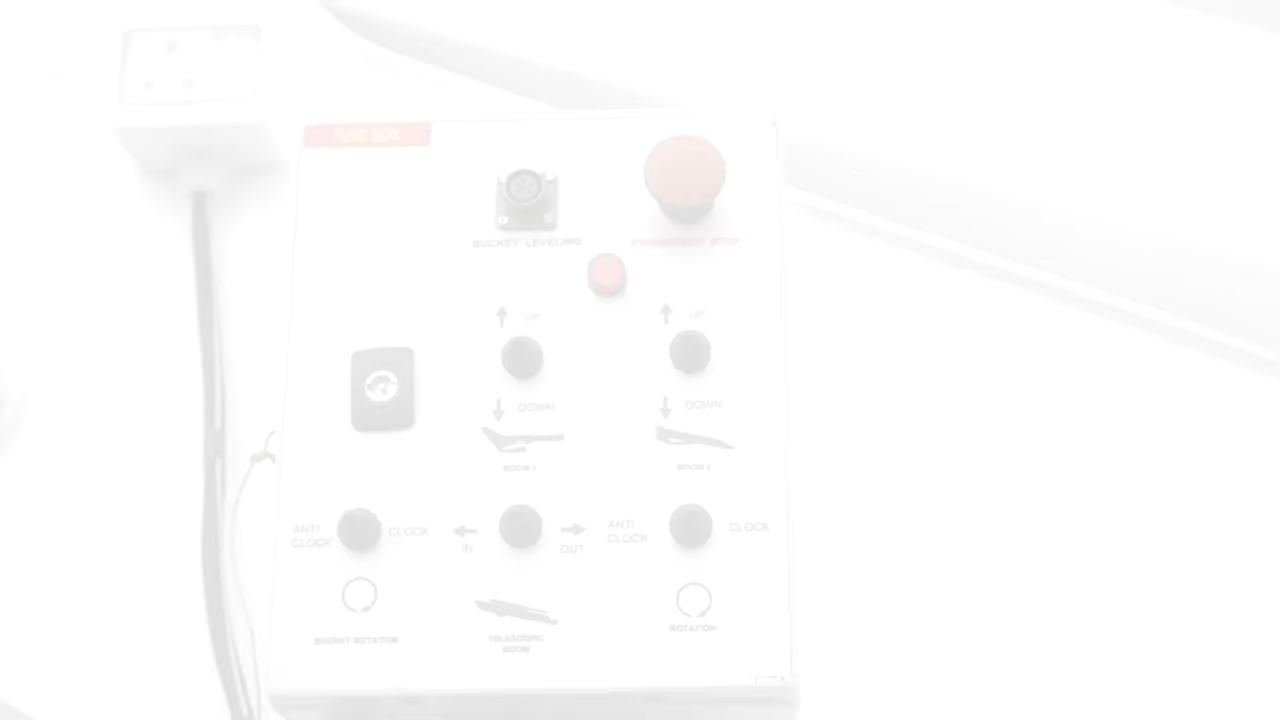 FUSE BOX
BUCKET LEVELING
EMERGENCY STOP
UP
UP
DOWN
DOWN
BOOM 1
BOOM 2
ANTI
CLOCK
CLOCK
IN
OUT
ANTI
CLOCK
CLOCK
BUCKET ROTATION
TELESCOPIC
BOOM
ROTATION